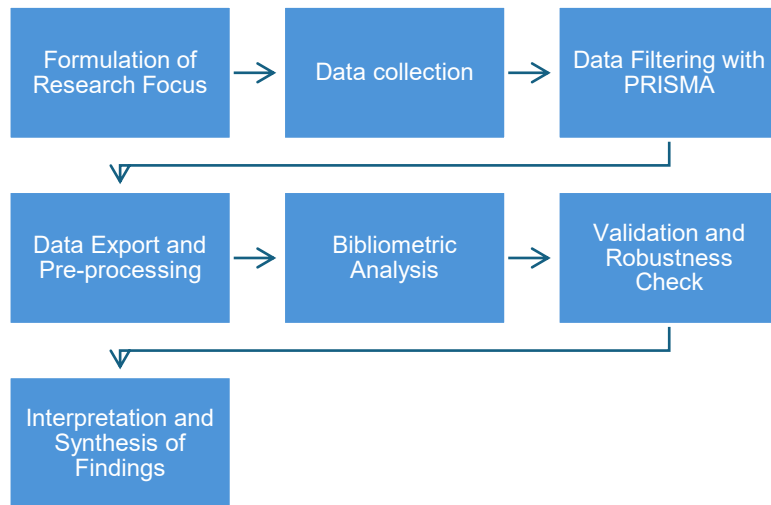 Formulation of
Research Focus
Data collection
Data Filtering with
PRISMA
Data Export and
Pre-processing
Bibliometric
Analysis
Validation and
Robustness
Check
Interpretation and
Synthesis of
Findings